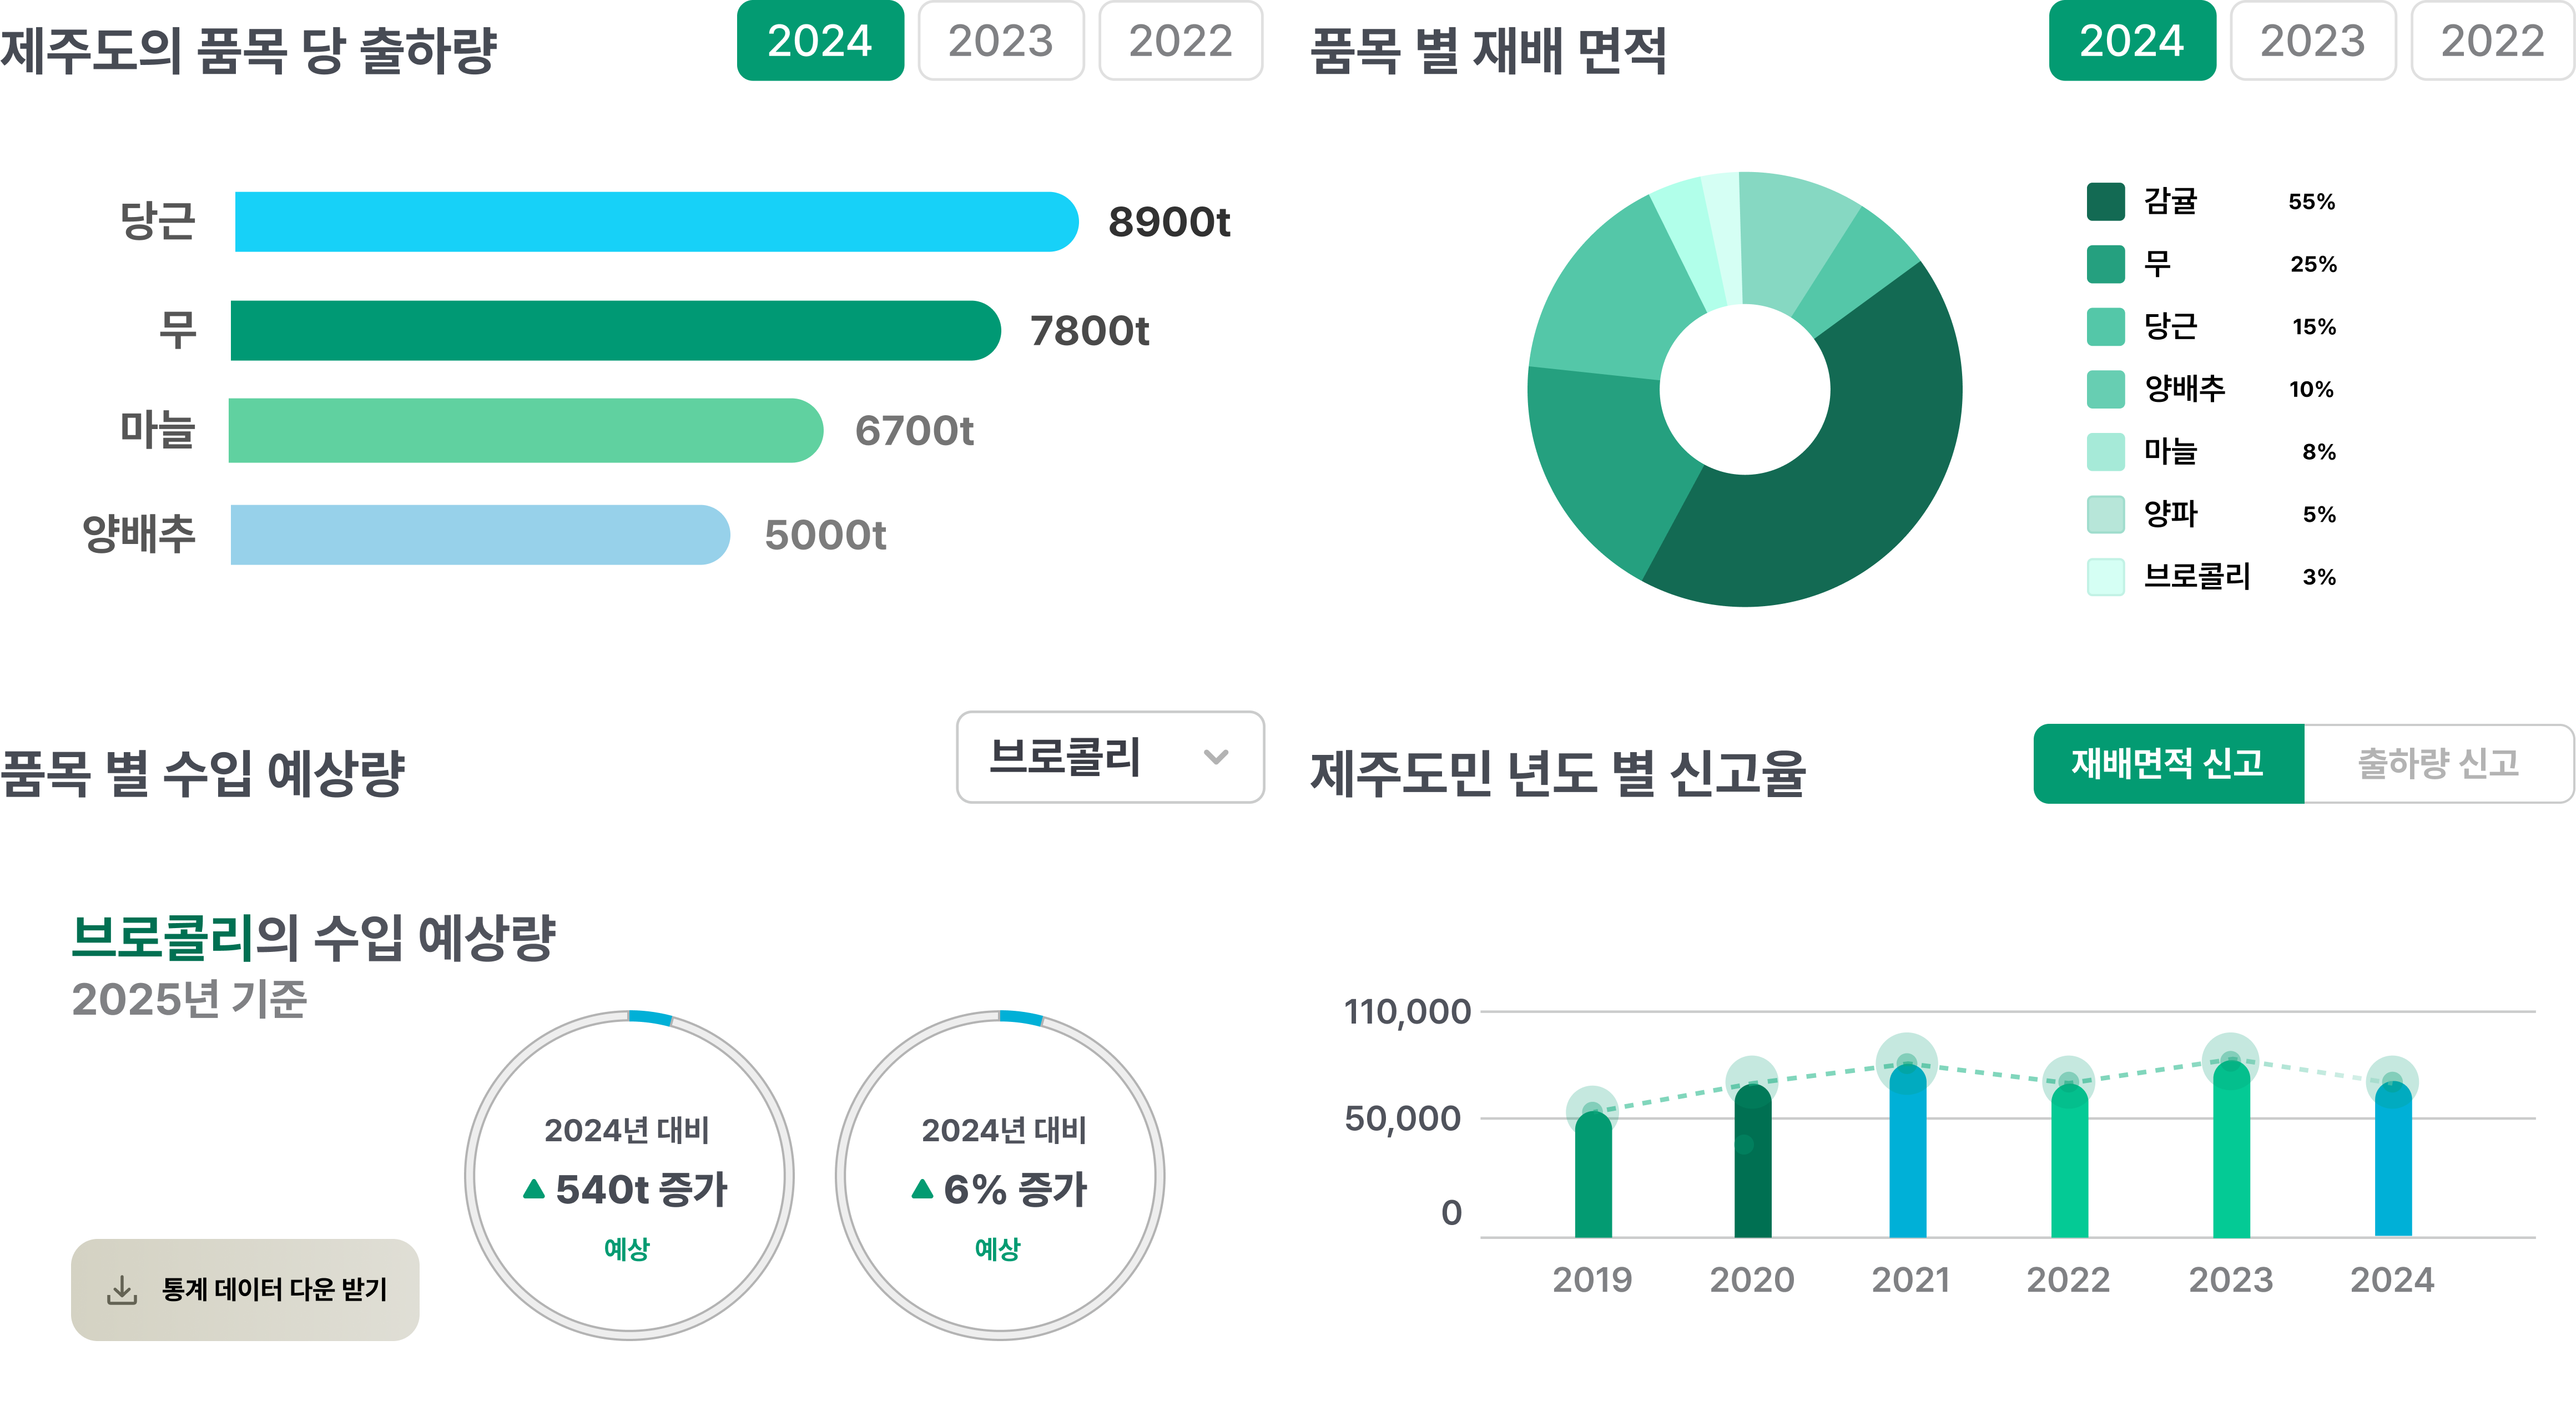 제주도의 품목 당 출하량
2024 2023 2022
당근 8900t
무 7800t
마늘 6700t
양배추 5000t
품목 별 재배 면적
2024 2023 2022
감귤 55%
무 25%
당근 15%
양배추 10%
마늘 8%
양파 5%
브로콜리 3%
품목 별 수입 예상량
브로콜리
브로콜리의 수입 예상량
2025년 기준
2024년 대비
540t 증가
예상
2024년 대비
6% 증가
예상
통계 데이터 다운 받기
제주도민 년도 별 신고율
재배면적 신고 출하량 신고
110,000
50,000
0
2019 2020 2021 2022 2023 2024